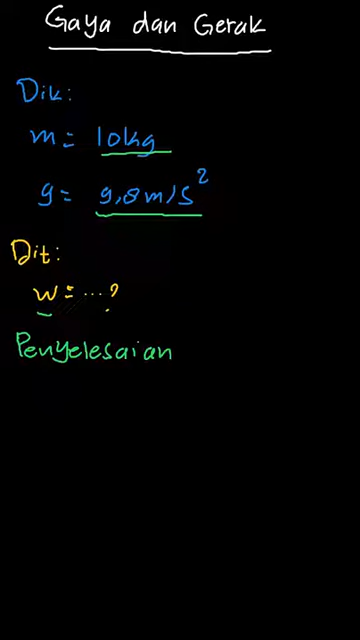 Gaya dan Gerak
Dik:
m = 10kg
g = 9,8 m/s²
Dit:
w = ...?
Penyelesaian